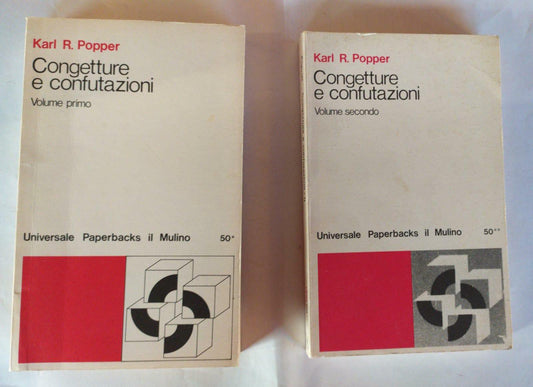 Karl R. Popper
Congetture
e confutazioni
Volume primo
Universale Paperbacks il Mulino 50*
Karl R. Popper
Congetture
e confutazioni
Volume secondo
Universale Paperbacks il Mulino 50**